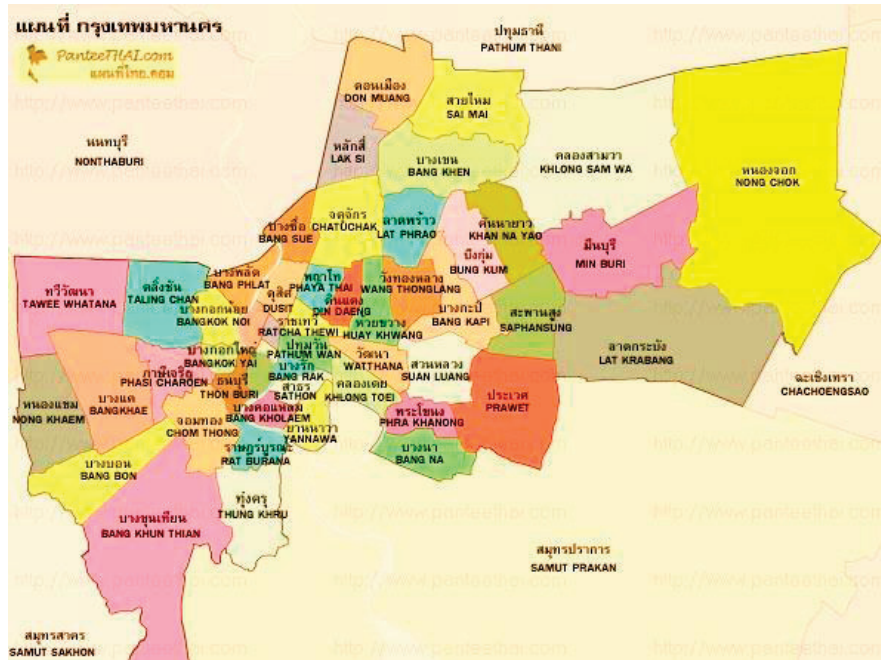 แผนที่ กรุงเทพมหานคร
PanteeTHAI.com
แผนที่ไทย.คอม
ปทุมธานี
PATHUM THANI
ดอนเมือง
DON MUANG
สายไหม
SAI MAI
นนทบุรี
NONTHABURI
หลักสี่
LAK SI
บางเขน
BANG KHEN
คลองสามวา
KHLONG SAM WA
หนองจอก
NONG CHOK
บางซื่อ
BANG SUE
จตุจักร
CHATUCHAK
ลาดพร้าว
LAT PHRAO
คันนายาว
KHAN NA YAO
มีนบุรี
MIN BURI
บึงกุ่ม
BUNG KUM
ทวีวัฒนา
TAWEE WHATANA
ตลิ่งชัน
TALING CHAN
บางพลัด
BANG PHLAT
พญาไท
PHAYA THAI
วังทองหลาง
WANG THONGLANG
ดุสิต
DUSIT
ดินแดง
DIN DAENG
บางกอกน้อย
BANGKOK NOI
ราชเทวี
RATCHA THEWI
ห้วยขวาง
HUAY KHWANG
บางกะปิ
BANG KAPI
สะพานสูง
SAPHANSUNG
ลาดกระบัง
LAT KRABANG
ปทุมวัน
PATHUM WAN
บางกอกใหญ่
BANGKOK YAI
วัฒนา
WATTHANA
สวนหลวง
SUAN LUANG
ภาษีเจริญ
PHASI CHAROEN
ธนบุรี
THON BURI
บางรัก
BANG RAK
สาธร
SATHON
คลองเตย
KHLONG TOEI
ประเวศ
PRAWET
ฉะเชิงเทรา
CHACHOENGSAO
หนองแขม
NONG KHAEM
บางแค
BANGKHAE
บางคอแหลม
BANG KHOLAEM
พระโขนง
PHRA KHANONG
จอมทอง
CHOM THONG
ยานนาวา
YANNAWA
ราษฎร์บูรณะ
RAT BURANA
บางนา
BANG NA
บางบอน
BANG BON
ทุ่งครุ
THUNG KHRU
บางขุนเทียน
BANG KHUN THIAN
สมุทรปราการ
SAMUT PRAKAN
สมุทรสาคร
SAMUT SAKHON